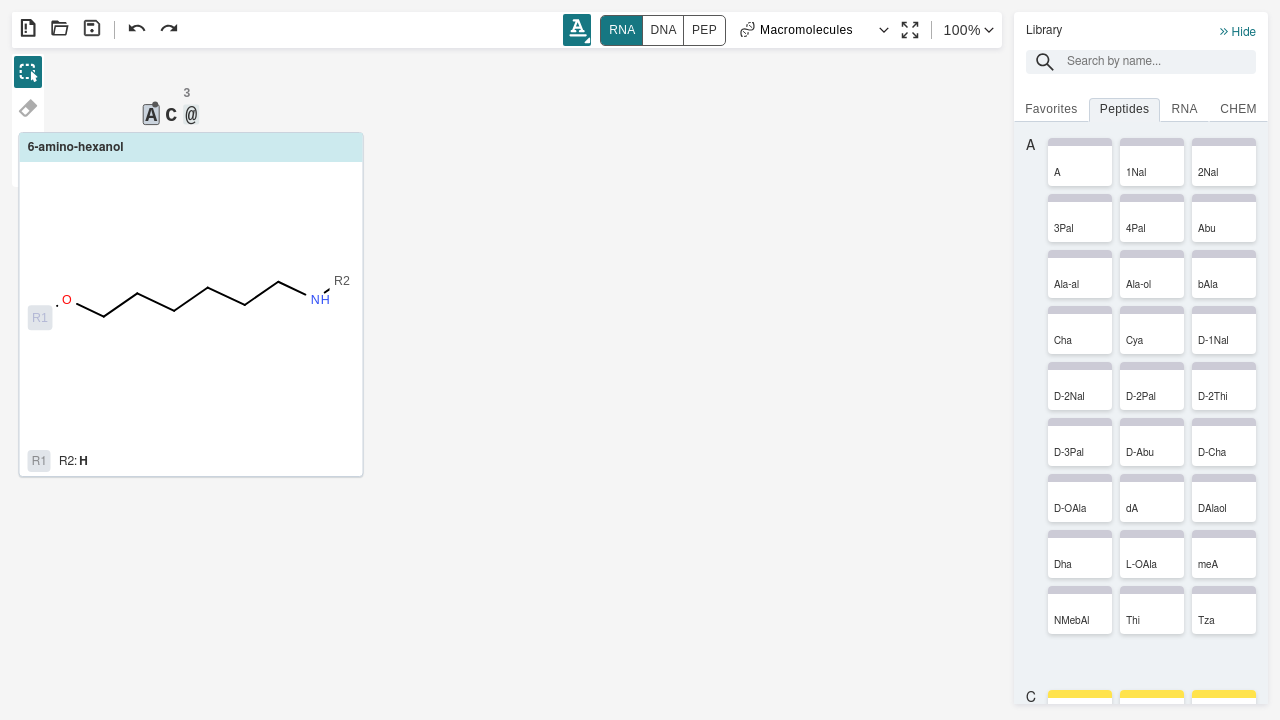 A RNA DNA PEP Macromolecules 100%
3
A C @
6-amino-hexanol
R2
O NH
R1
R1 R2: H
Library Hide
Search by name...
Favorites Peptides RNA CHEM
A
A 1Nal 2Nal
3Pal 4Pal Abu
Ala-al Ala-ol bAla
Cha Cya D-1Nal
D-2Nal D-2Pal D-2Thi
D-3Pal D-Abu D-Cha
D-OAla dA DAlaol
Dha L-OAla meA
NMebAl Thi Tza
C